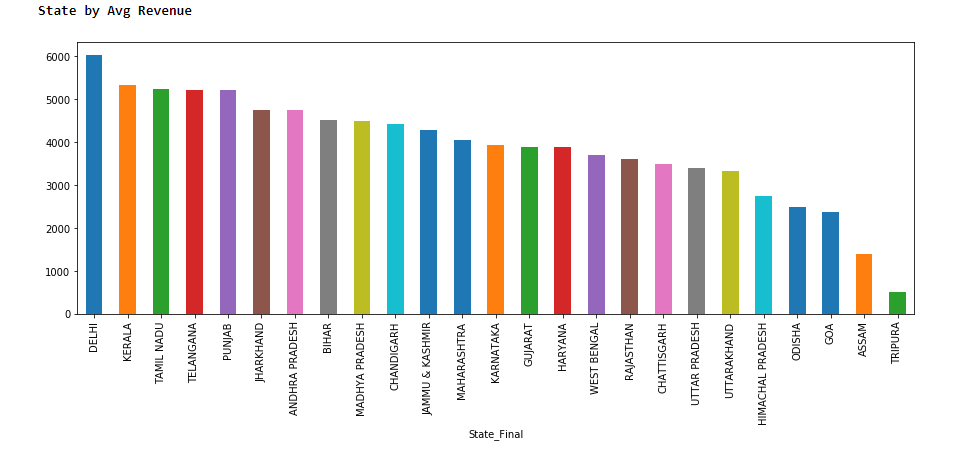 State by Avg Revenue
6000
5000
4000
3000
2000
1000
0
DELHI
KERALA
TAMIL NADU
TELANGANA
PUNJAB
JHARKHAND
ANDHRA PRADESH
BIHAR
MADHYA PRADESH
CHANDIGARH
JAMMU & KASHMIR
MAHARASHTRA
KARNATAKA
GUJARAT
HARYANA
WEST BENGAL
RAJASTHAN
CHATTISGARH
UTTAR PRADESH
UTTARAKHAND
HIMACHAL PRADESH
ODISHA
GOA
ASSAM
TRIPURA
State_Final